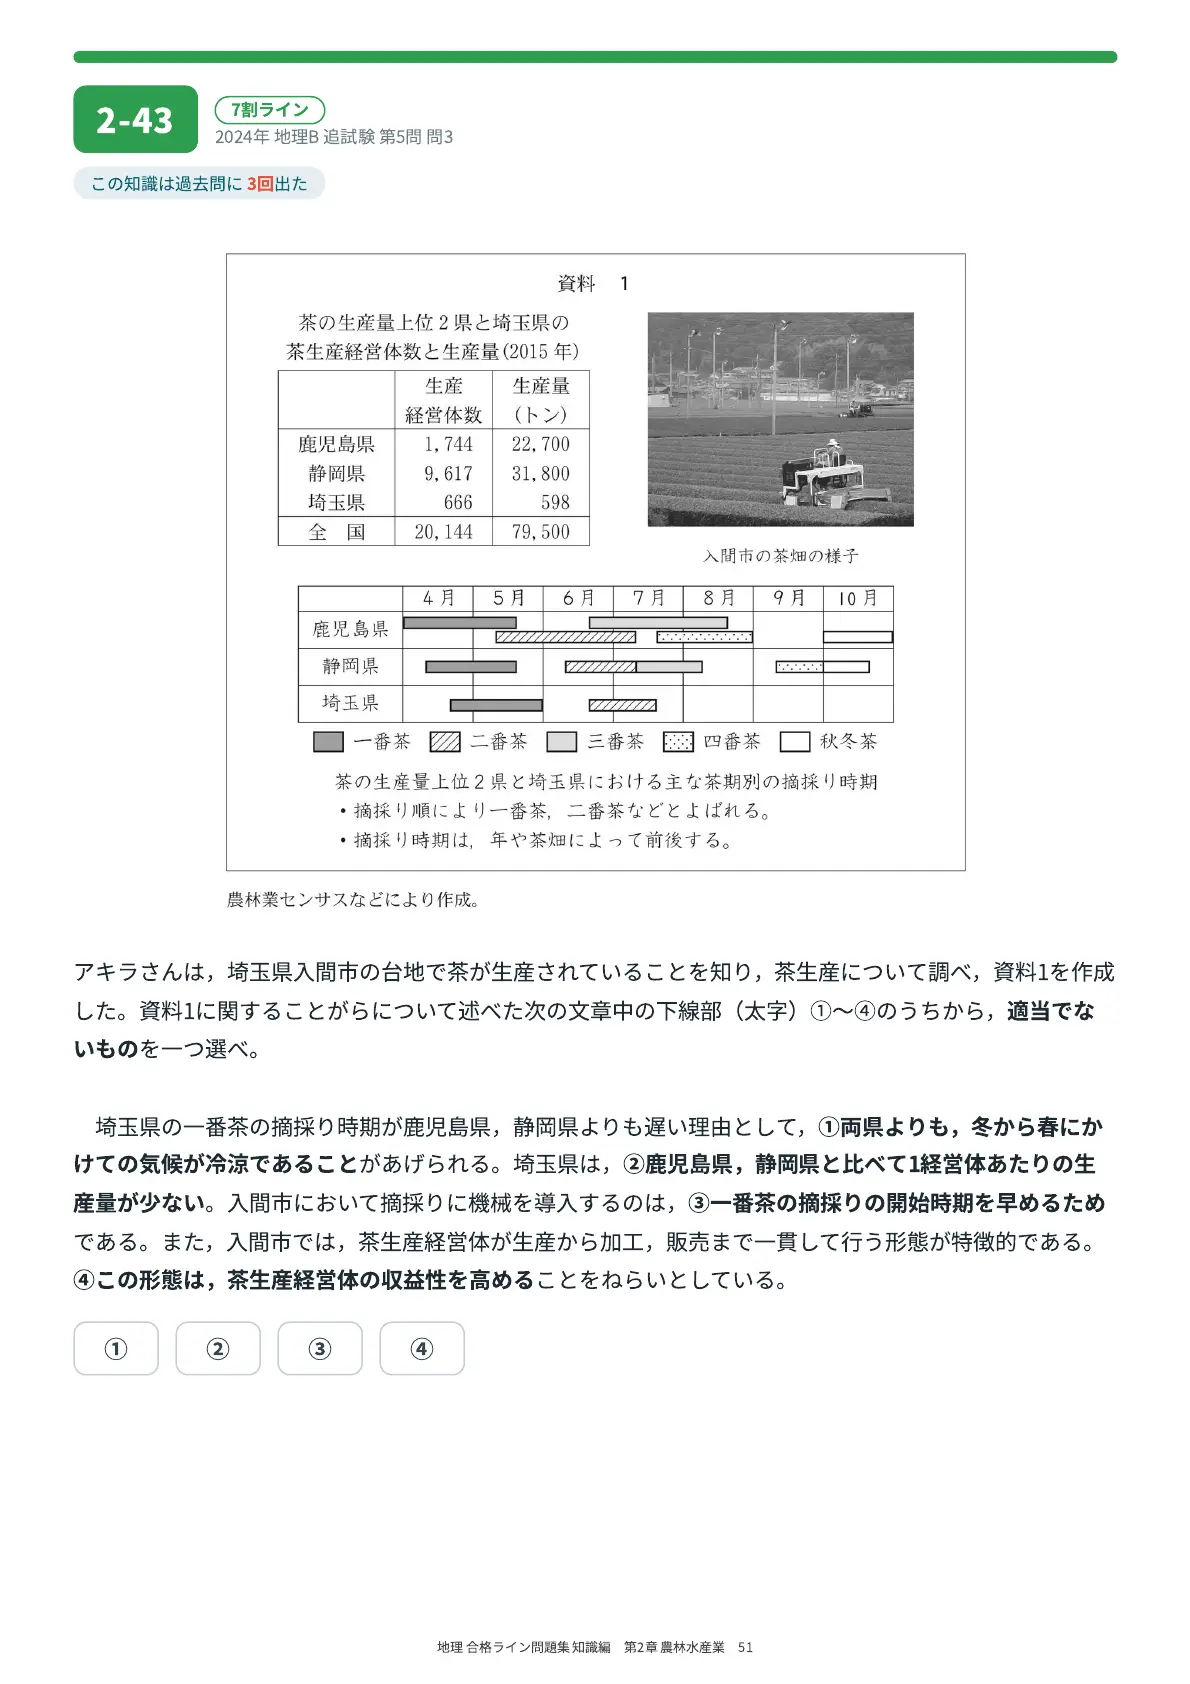 2-43
7割ライン
2024年 地理B 追試験 第5問 問3
この知識は過去問に 3回出た
資料 1
茶の生産量上位2県と埼玉県の
茶生産経営体数と生産量(2015年)
生産
経営体数
生産量
(トン)
鹿児島県 1,744 22,700
静岡県 9,617 31,800
埼玉県 666 598
全 国 20,144 79,500
入間市の茶畑の様子
4月 5月 6月 7月 8月 9月 10月
鹿児島県
静岡県
埼玉県
一番茶 二番茶 三番茶 四番茶 秋冬茶
茶の生産量上位2県と埼玉県における主な茶期別の摘採り時期
・摘採り順により一番茶，二番茶などとよばれる。
・摘採り時期は，年や茶畑によって前後する。
農林業センサスなどにより作成。
アキラさんは，埼玉県入間市の台地で茶が生産されていることを知り，茶生産について調べ，資料1を作成
した。資料1に関することがらについて述べた次の文章中の下線部（太字）①～④のうちから，適当でな
いものを一つ選べ。
埼玉県の一番茶の摘採り時期が鹿児島県，静岡県よりも遅い理由として，①両県よりも，冬から春にか
けての気候が冷涼であることがあげられる。埼玉県は，②鹿児島県，静岡県と比べて1経営体あたりの生
産量が少ない。入間市において摘採りに機械を導入するのは，③一番茶の摘採りの開始時期を早めるため
である。また，入間市では，茶生産経営体が生産から加工，販売まで一貫して行う形態が特徴的である。
④この形態は，茶生産経営体の収益性を高めることをねらいとしている。
① ② ③ ④
地理 合格ライン問題集 知識編 第2章 農林水産業 51